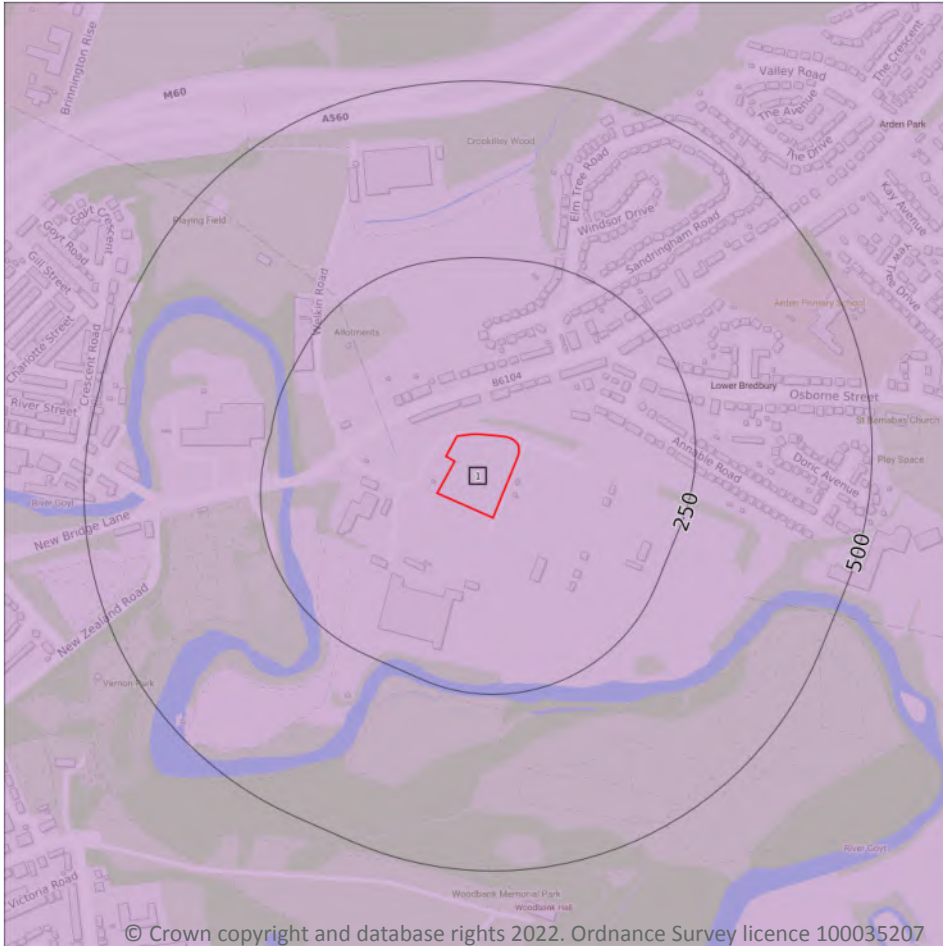 Brinnington Rise
M60
A560
Valley Road
The Crescent
The Avenue
Arden Park
The Drive
Crookilley Wood
Elm Tree Road
Windsor Drive
Sandringham Road
Kay Avenue
Yew Tree Drive
Playing Field
Goyt Crescent
Goyt Road
Gill Street
Charlotte Street
Crescent Road
River Street
Welkin Road
Allotments
Arden Primary School
B6104
Lower Bredbury
Osborne Street
St Barnabas Church
Annable Road
Doric Avenue
Play Space
1
250
500
River Goyt
New Bridge Lane
New Zealand Road
Vernon Park
River Goyt
Victoria Road
Woodbank Memorial Park
Woodbank Hall
© Crown copyright and database rights 2022. Ordnance Survey licence 100035207